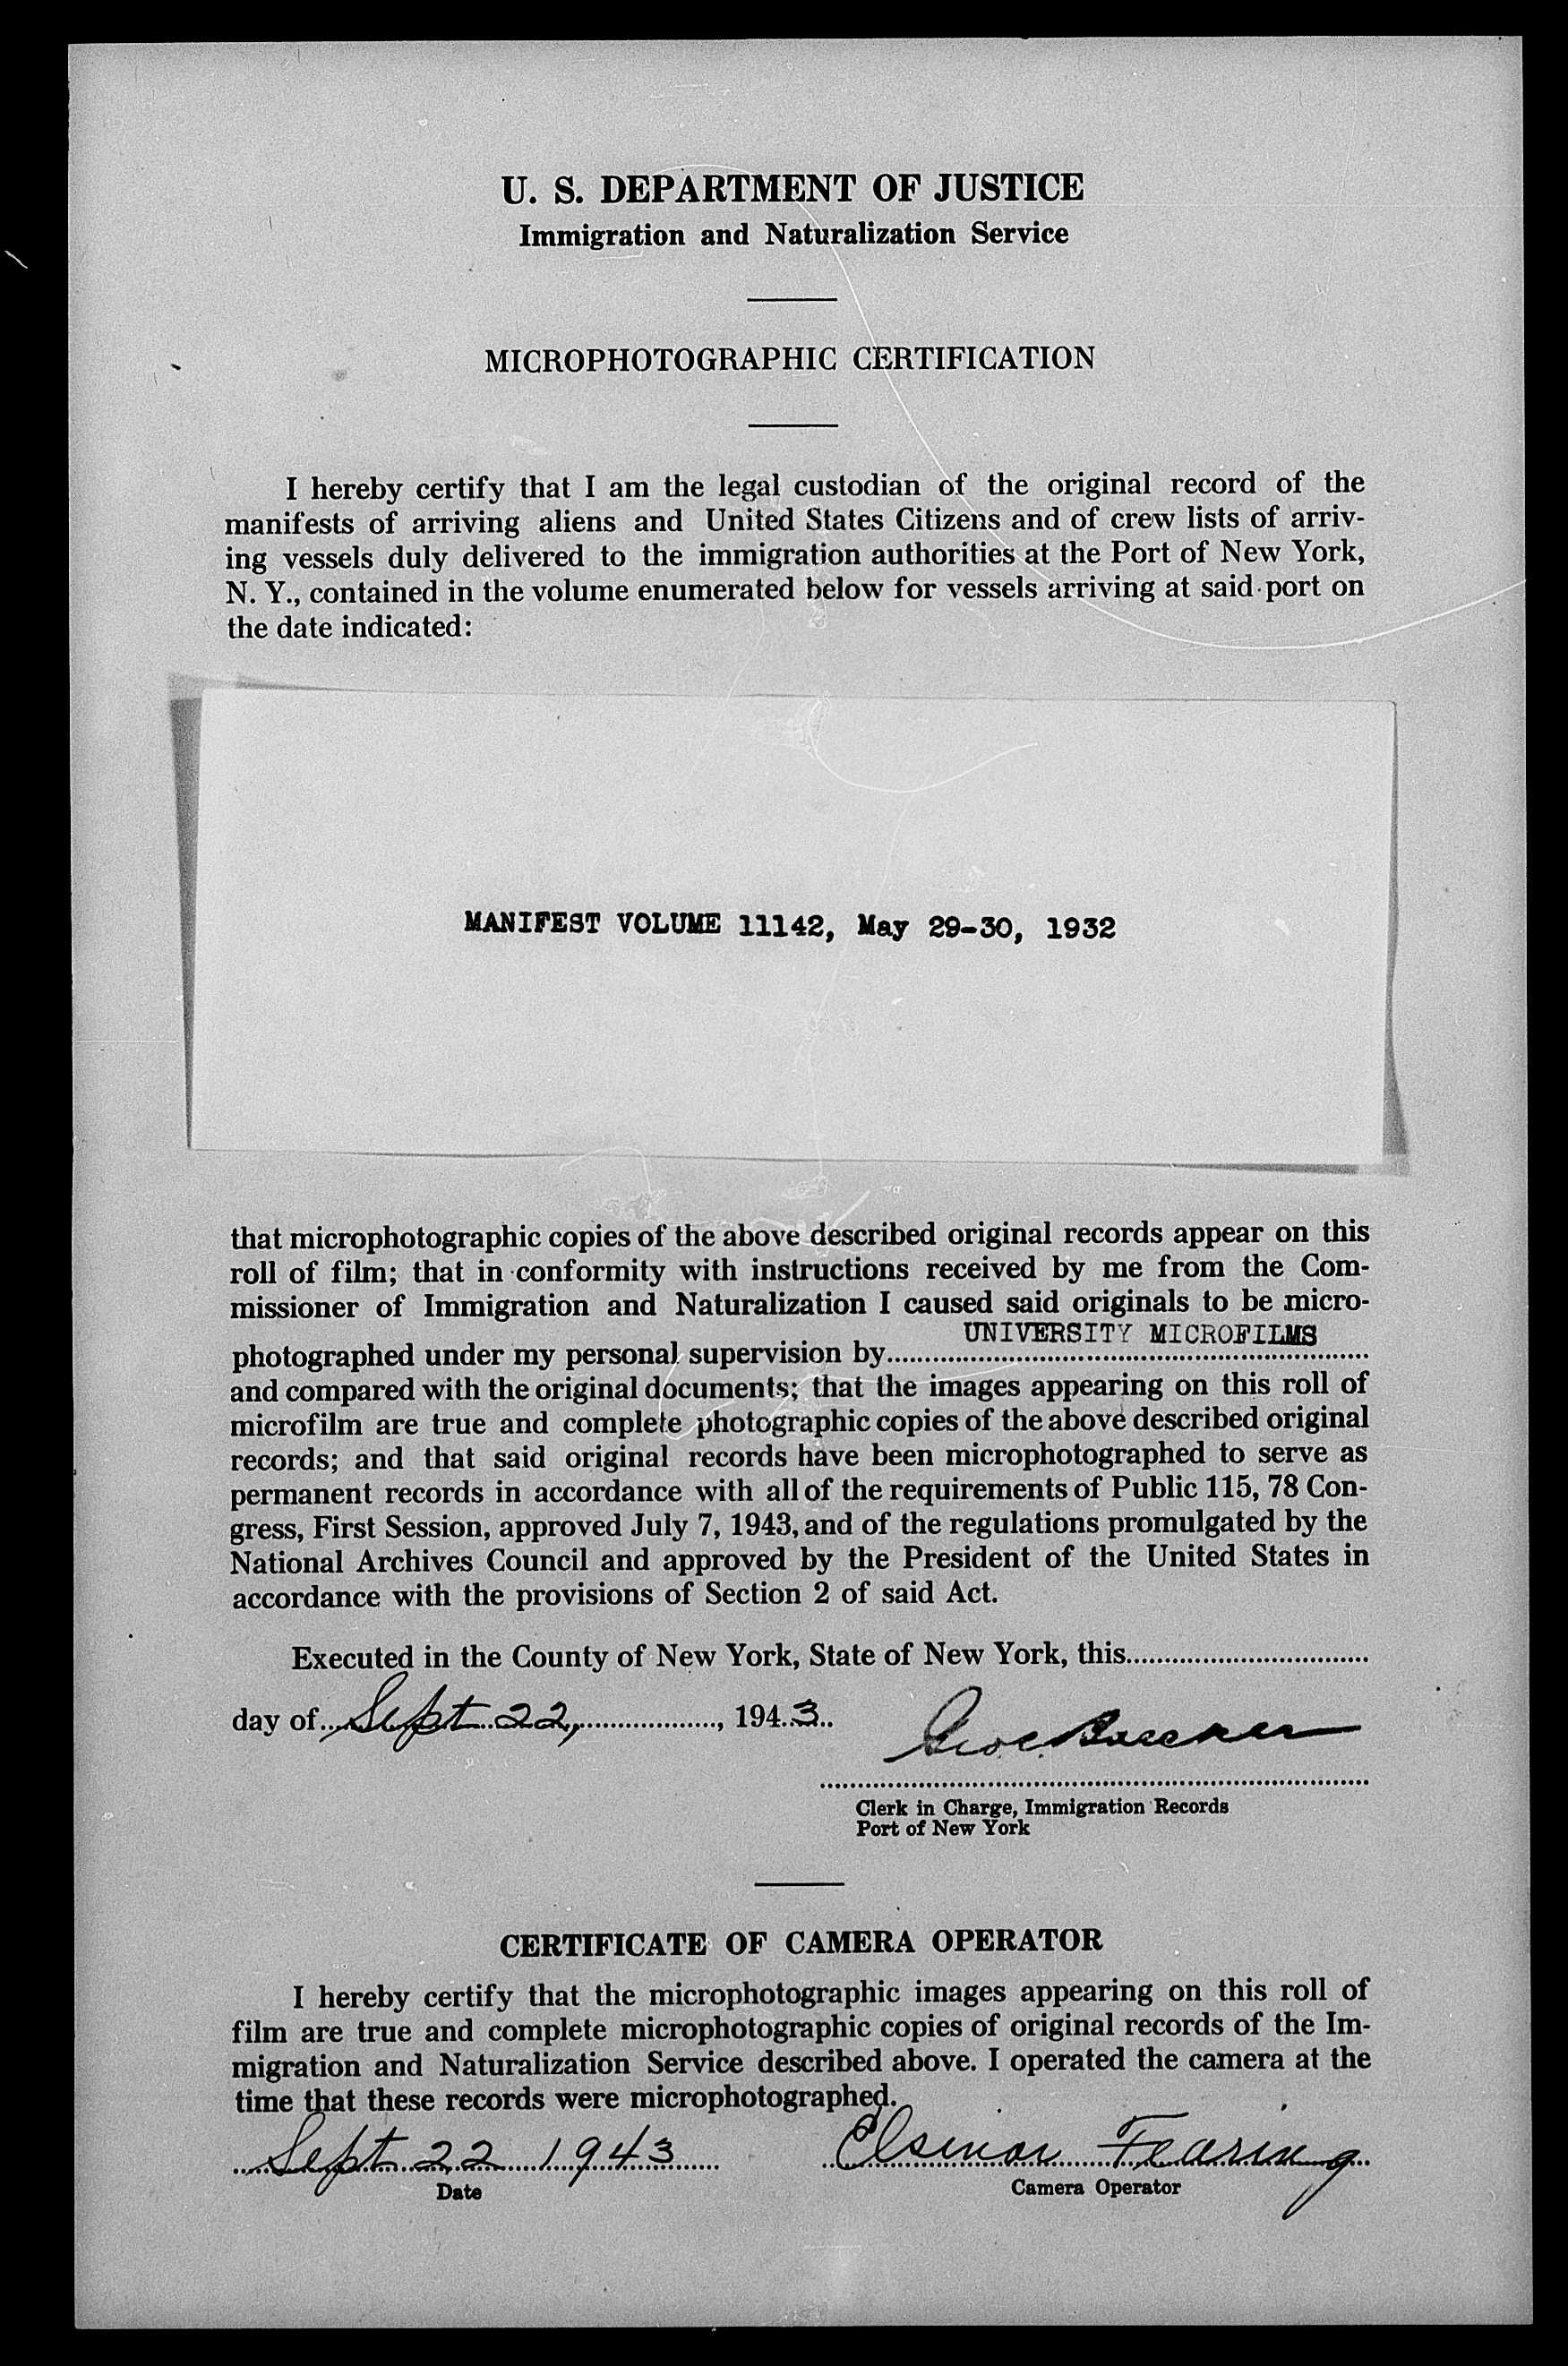 U. S. DEPARTMENT OF JUSTICE
Immigration and Naturalization Service
MICROPHOTOGRAPHIC CERTIFICATION
I hereby certify that I am the legal custodian of the original record of the
manifests of arriving aliens and United States Citizens and of crew lists of arriv-
ing vessels duly delivered to the immigration authorities at the Port of New York,
N. Y., contained in the volume enumerated below for vessels arriving at said port on
the date indicated:
MANIFEST VOLUME 11142, May 29-30, 1932
that microphotographic copies of the above described original records appear on this
roll of film; that in conformity with instructions received by me from the Com-
missioner of Immigration and Naturalization I caused said originals to be micro-
UNIVERSITY MICROFILMS
photographed under my personal supervision by
and compared with the original documents; that the images appearing on this roll of
microfilm are true and complete photographic copies of the above described original
records; and that said original records have been microphotographed to serve as
permanent records in accordance with all of the requirements of Public 115, 78 Con-
gress, First Session, approved July 7, 1943, and of the regulations promulgated by the
National Archives Council and approved by the President of the United States in
accordance with the provisions of Section 2 of said Act.
Executed in the County of New York, State of New York, this
day of Sept 22, , 1943
Clerk in Charge, Immigration Records
Port of New York
CERTIFICATE OF CAMERA OPERATOR
I hereby certify that the microphotographic images appearing on this roll of
film are true and complete microphotographic copies of original records of the Im-
migration and Naturalization Service described above. I operated the camera at the
time that these records were microphotographed.
Sept 22 1943 Elsinor Fearing
Date Camera Operator